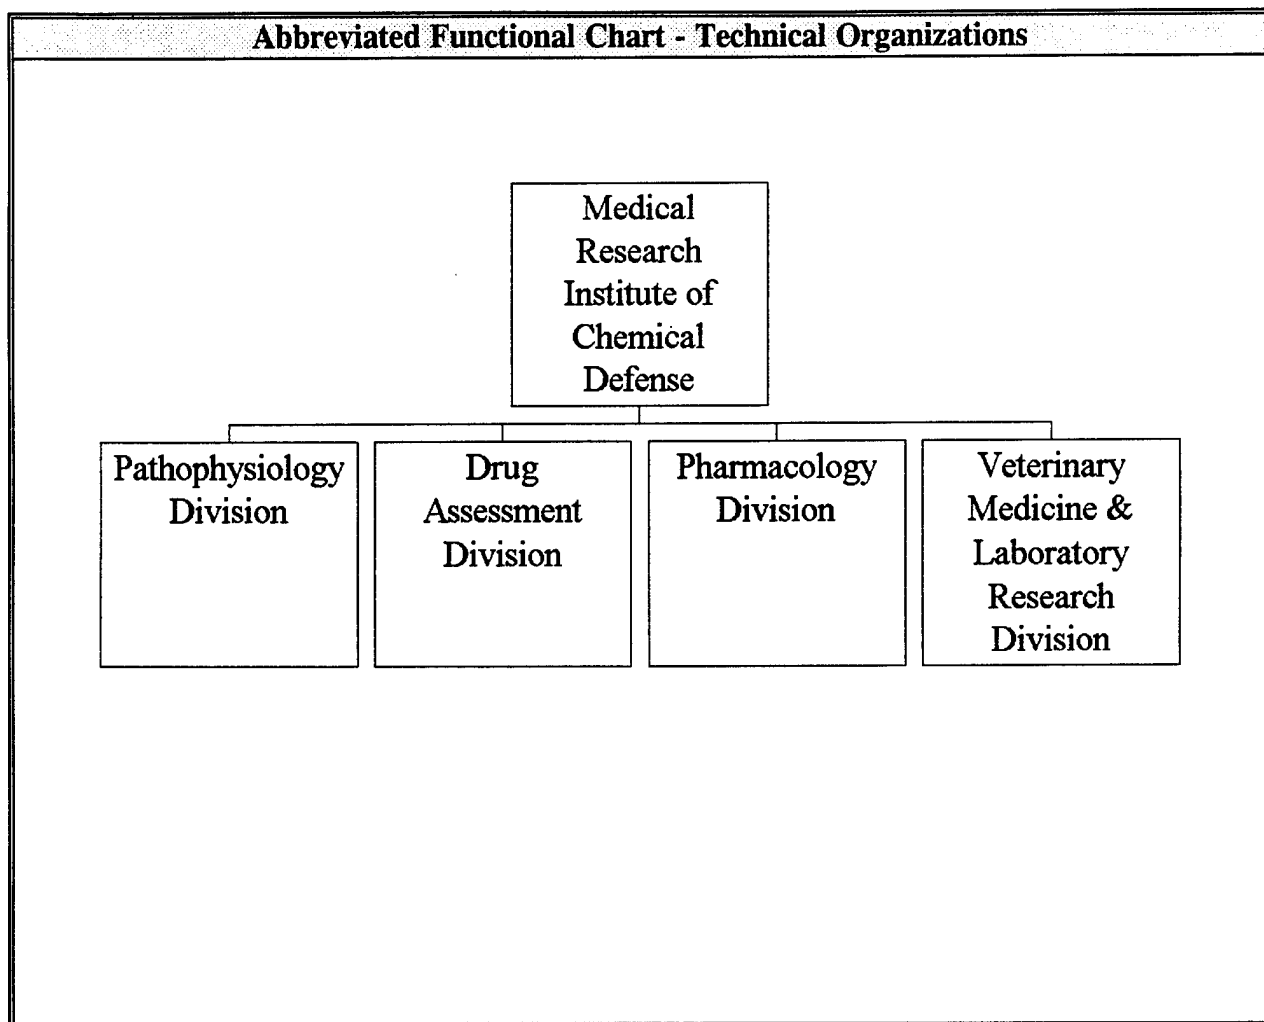 Abbreviated Functional Chart - Technical Organizations
Medical
Research
Institute of
Chemical
Defense
Pathophysiology
Division
Drug
Assessment
Division
Pharmacology
Division
Veterinary
Medicine &
Laboratory
Research
Division